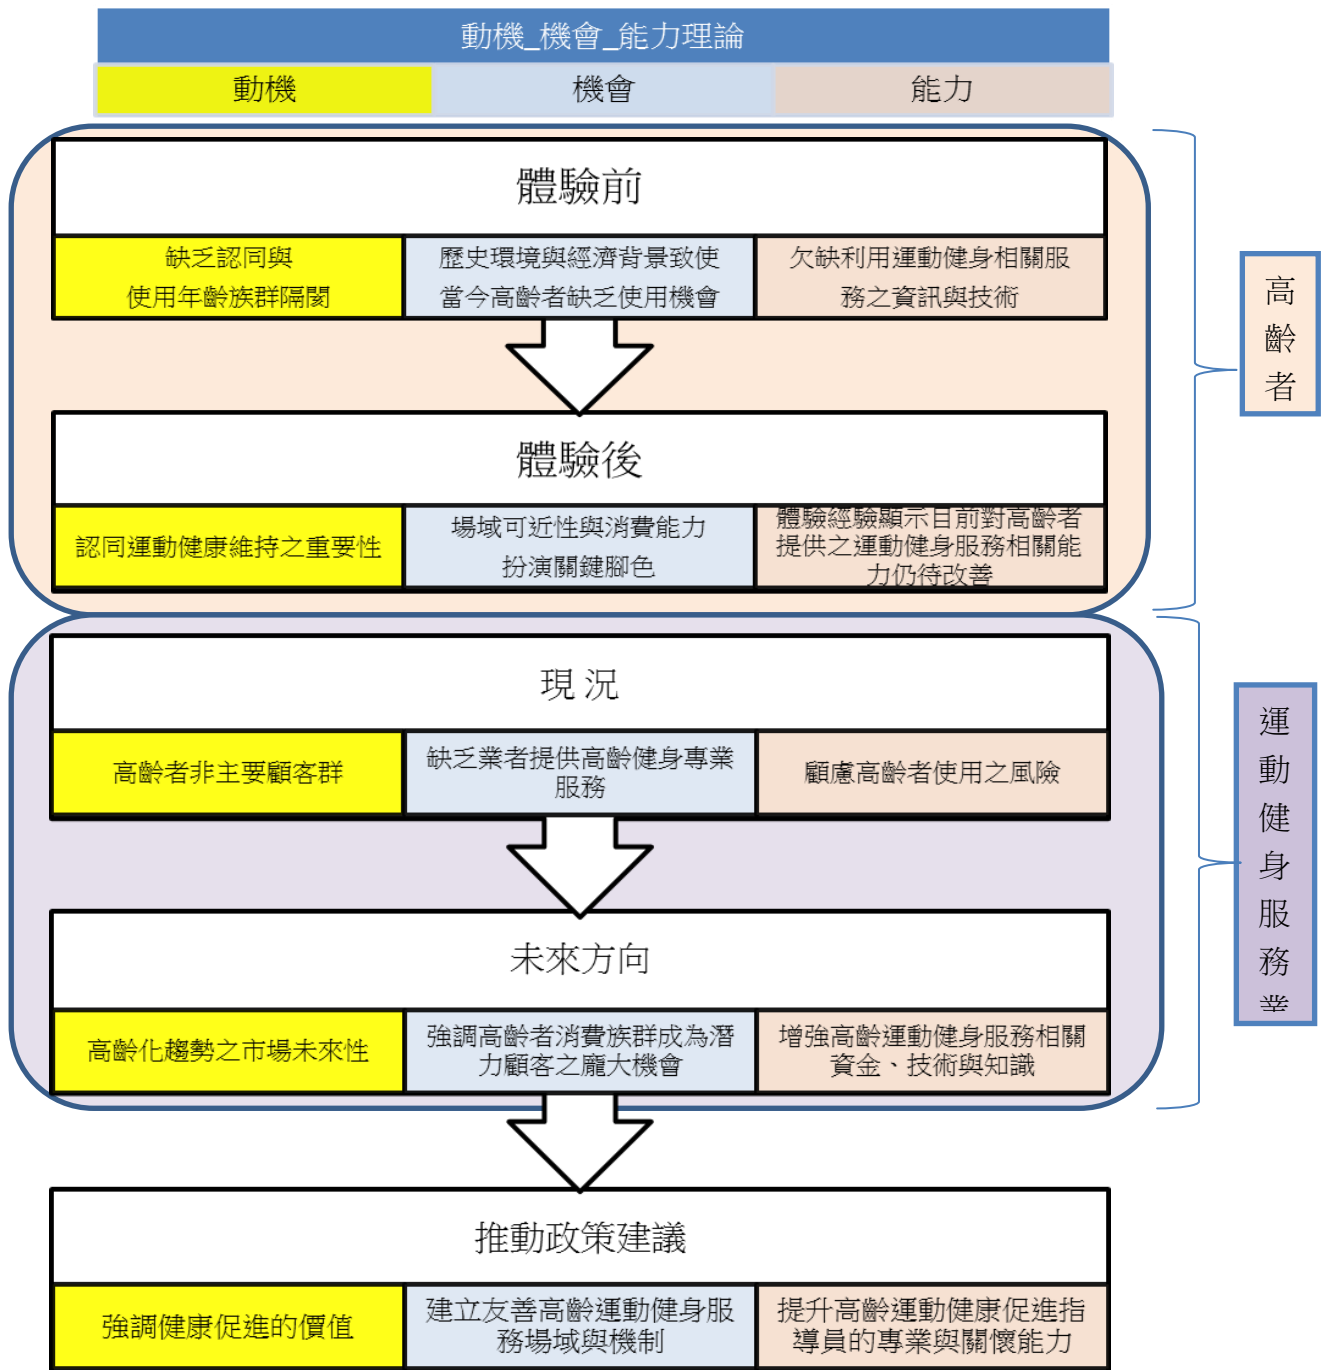 動機_機會_能力理論
動機
機會
能力
體驗前
缺乏認同與
使用年齡族群隔閡
歷史環境與經濟背景致使
當今高齡者缺乏使用機會
欠缺利用運動健身相關服
務之資訊與技術
體驗後
認同運動健康維持之重要性
場域可近性與消費能力
扮演關鍵腳色
體驗經驗顯示目前對高齡者
提供之運動健身服務相關能
力仍待改善
高齡者
現 況
高齡者非主要顧客群
缺乏業者提供高齡健身專業
服務
顧慮高齡者使用之風險
未來方向
高齡化趨勢之市場未來性
強調高齡者消費族群成為潛
力顧客之龐大機會
增強高齡運動健身服務相關
資金、技術與知識
運動健身服務業
推動政策建議
強調健康促進的價值
建立友善高齡運動健身服
務場域與機制
提升高齡運動健康促進指
導員的專業與關懷能力